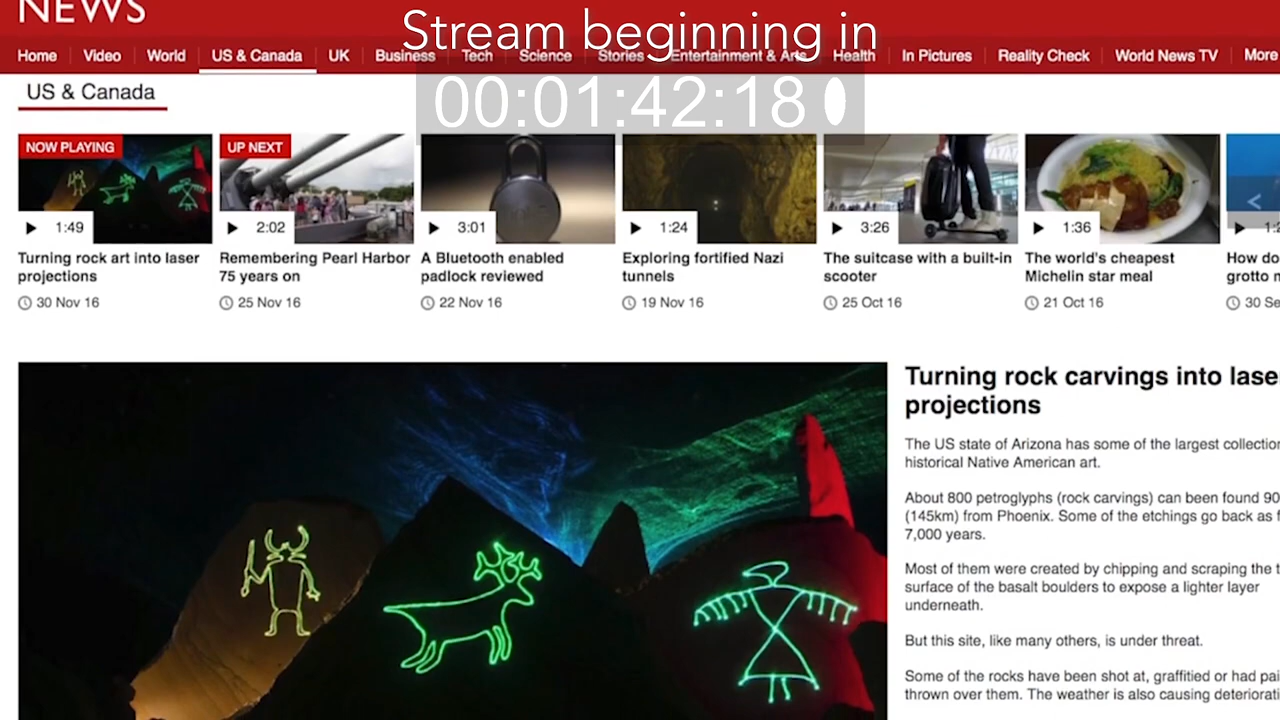 NEWS
Stream beginning in
00:01:42:18
Home Video World US & Canada UK Business Tech Science Stories Entertainment & Arts Health In Pictures Reality Check World News TV More
US & Canada
NOW PLAYING
1:49
Turning rock art into laser
projections
30 Nov 16
UP NEXT
2:02
Remembering Pearl Harbor
75 years on
25 Nov 16
3:01
A Bluetooth enabled
padlock reviewed
22 Nov 16
1:24
Exploring fortified Nazi
tunnels
19 Nov 16
3:26
The suitcase with a built-in
scooter
25 Oct 16
1:36
The world's cheapest
Michelin star meal
21 Oct 16
How do
grotto
30 Se
Turning rock carvings into lase
projections
The US state of Arizona has some of the largest collection
historical Native American art.
About 800 petroglyphs (rock carvings) can been found 90
(145km) from Phoenix. Some of the etchings go back as f
7,000 years.
Most of them were created by chipping and scraping the t
surface of the basalt boulders to expose a lighter layer
underneath.
But this site, like many others, is under threat.
Some of the rocks have been shot at, graffitied or had pai
thrown over them. The weather is also causing deteriorati